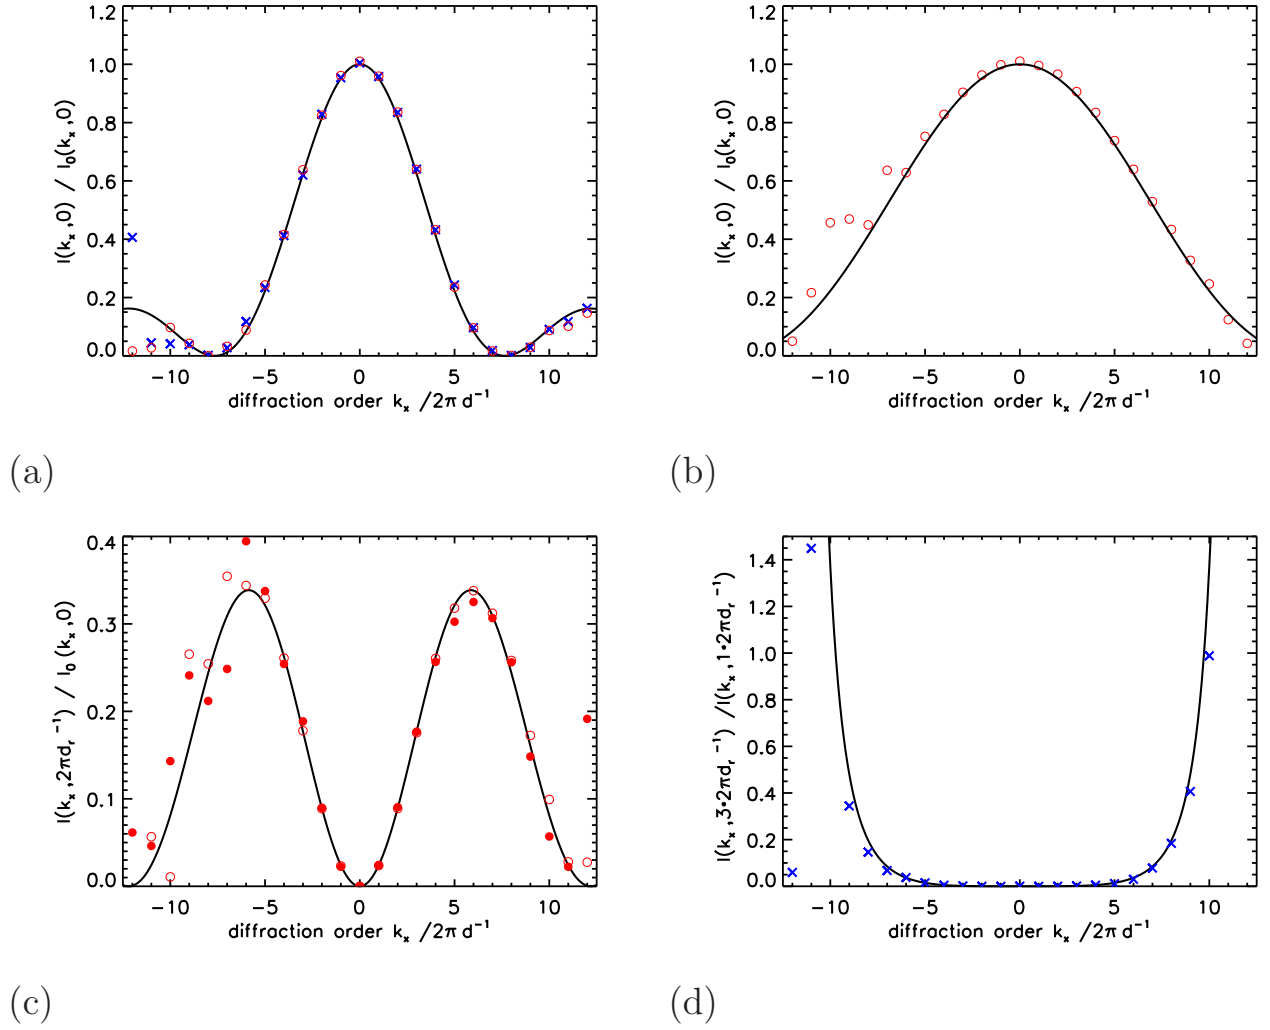 1.2
1.0
0.8
0.6
0.4
0.2
0.0
I(kₓ,0) / I₀(kₓ,0)
−10 −5 0 5 10
diffraction order kₓ /2π d⁻¹
(a)
1.2
1.0
0.8
0.6
0.4
0.2
0.0
I(kₓ,0) / I₀(kₓ,0)
−10 −5 0 5 10
diffraction order kₓ /2π d⁻¹
(b)
0.4
0.3
0.2
0.1
0.0
I(kₓ,2πdᵣ⁻¹) / I₀ (kₓ,0)
−10 −5 0 5 10
diffraction order kₓ /2π d⁻¹
(c)
1.4
1.2
1.0
0.8
0.6
0.4
0.2
0.0
I(kₓ,3•2πdᵣ⁻¹) /I(kₓ,1•2πdᵣ⁻¹)
−10 −5 0 5 10
diffraction order kₓ /2π d⁻¹
(d)